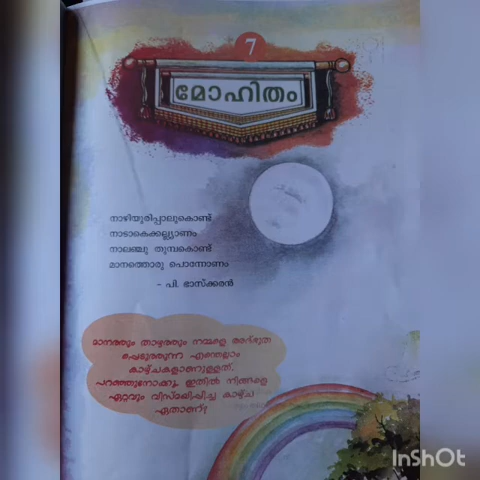 7
മോഹിതം
നാഴിയുരിപ്പാലുകൊണ്ട്
നാടാകെക്കല്ല്യാണം
നാലഞ്ചു തുമ്പകൊണ്ട്
മാനത്തൊരു പൊന്നോണം
– പി. ഭാസ്ക്കരൻ
മാനത്തും താഴത്തും നമ്മളെ അദ്ഭുത
പ്പെടുത്തുന്ന എന്തെല്ലാം
കാഴ്ചകളാണുള്ളത്.
പറഞ്ഞുനോക്കൂ. ഇതിൽ നിങ്ങളെ
ഏറ്റവും വിസ്മയിപ്പിച്ച കാഴ്ച
ഏതാണ്?
InShOt